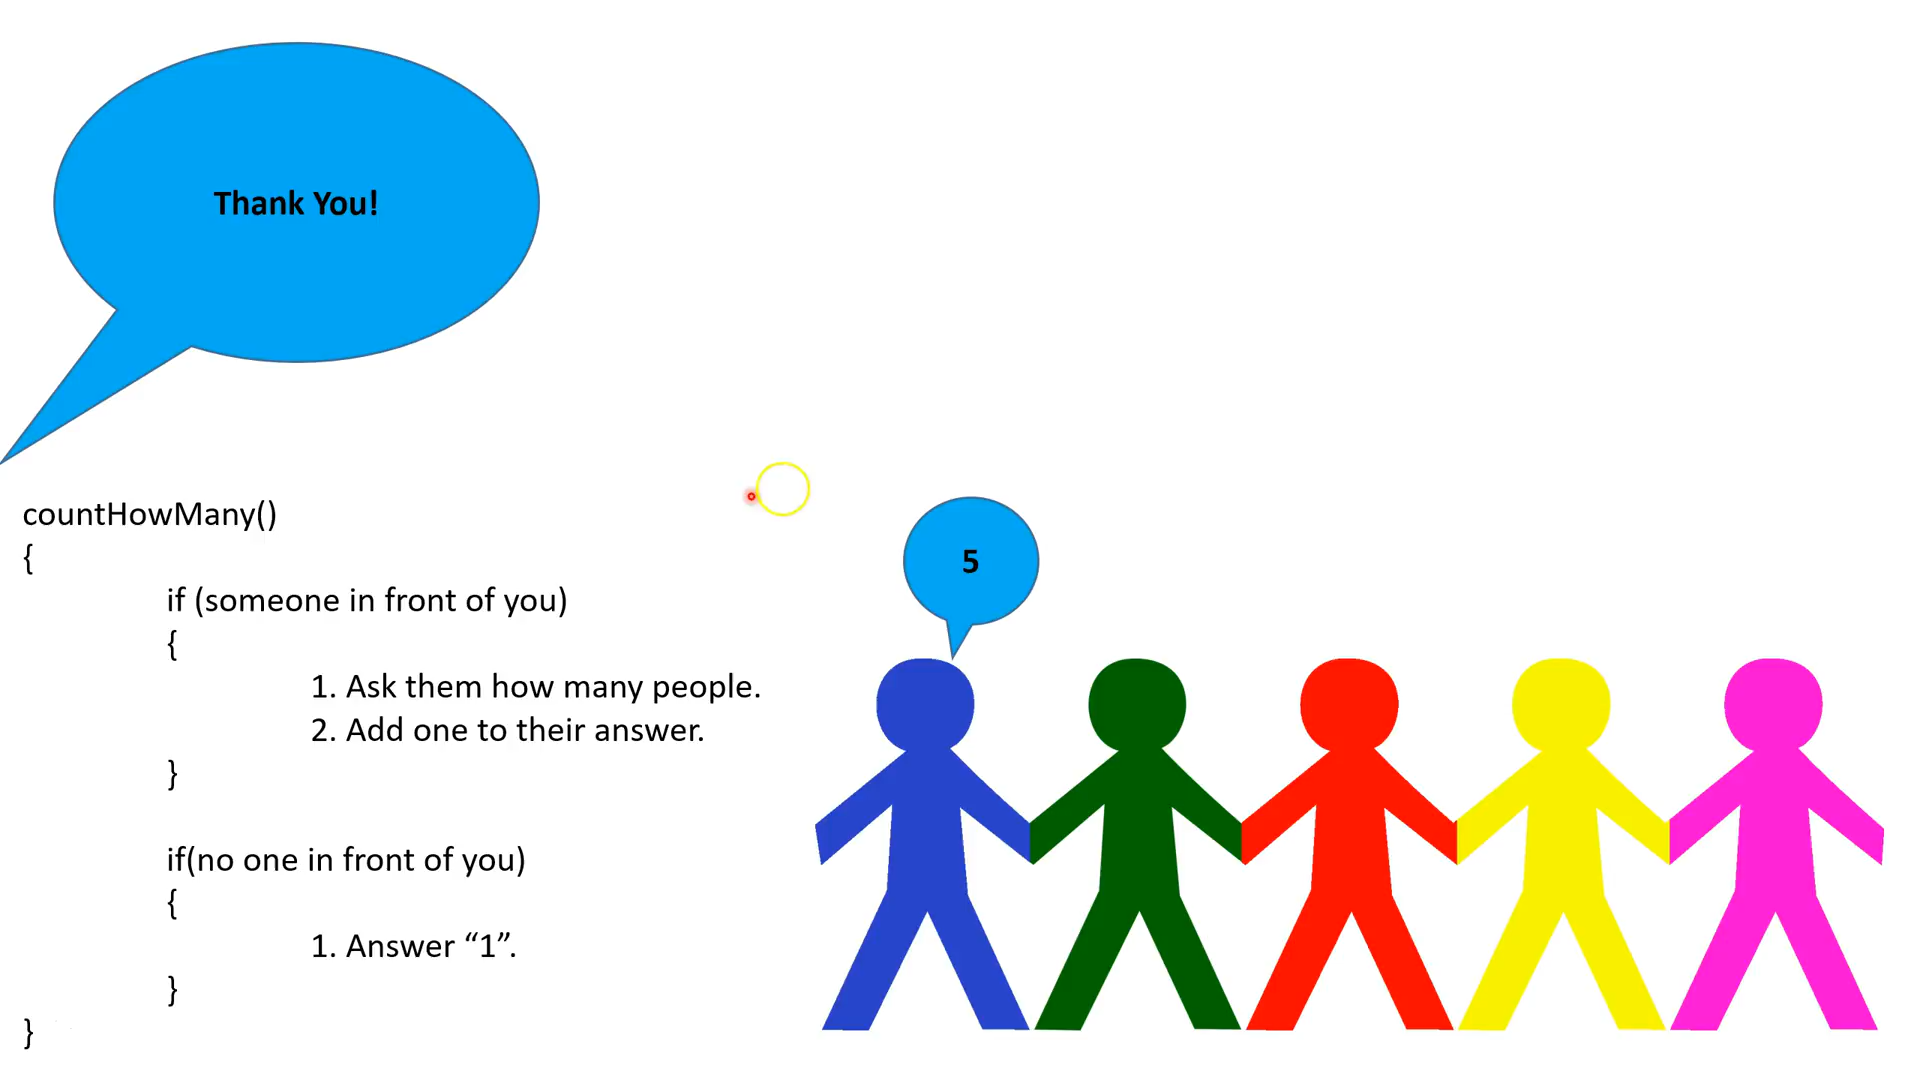 Thank You!
countHowMany()
{
if (someone in front of you)
{
1. Ask them how many people.
2. Add one to their answer.
}
if(no one in front of you)
{
1. Answer “1”.
}
}
5